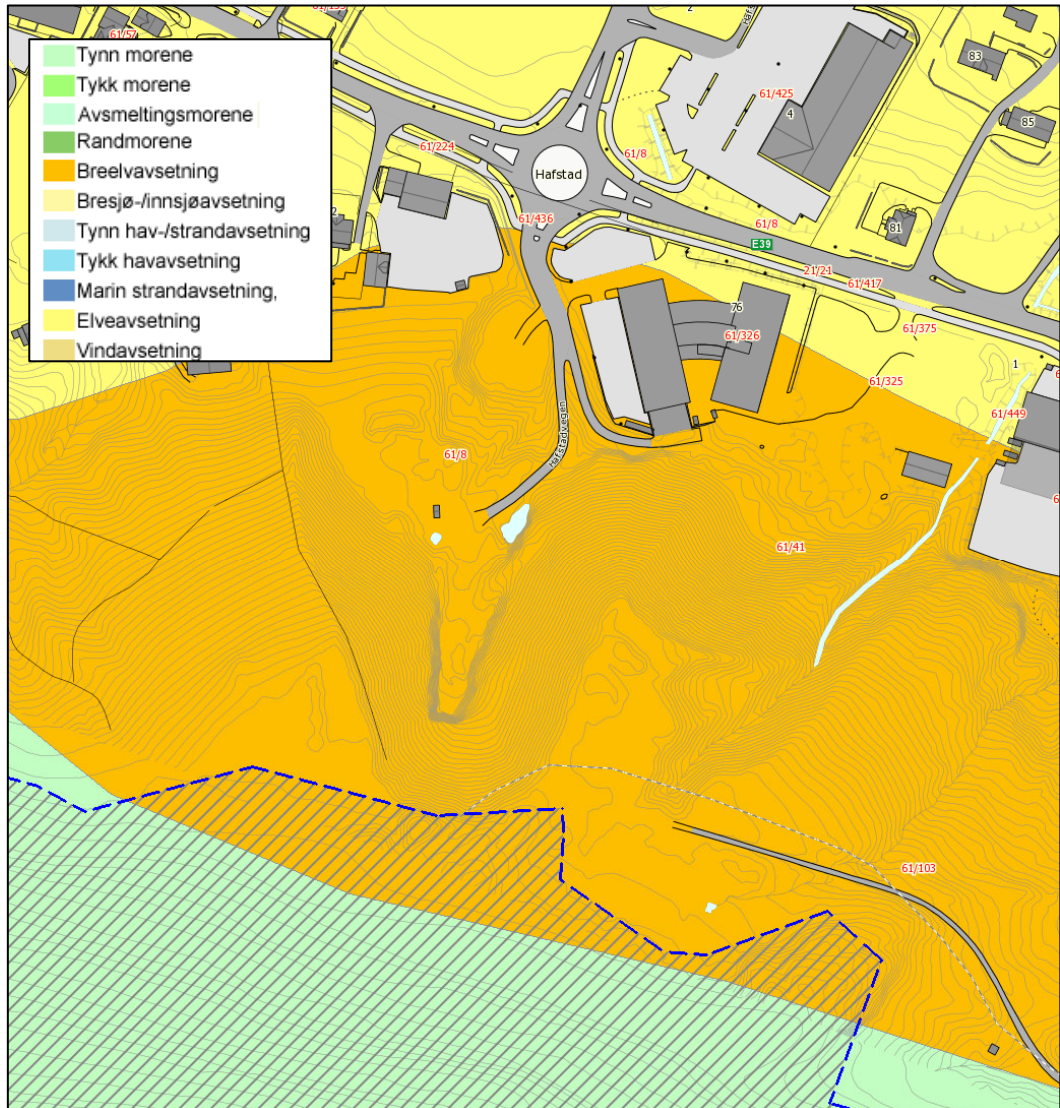 61/155
61/57
Tynn morene
Tykk morene
Avsmeltingsmorene
Randmorene
Breelvavsetning
Bresjø-/innsjøavsetning
Tynn hav-/strandavsetning
Tykk havavsetning
Marin strandavsetning,
Elveavsetning
Vindavsetning
2
83
61/425
4
85
61/224
61/8
Hafstad
61/436
61/8
81
E39
21/21
61/417
76
61/326
61/375
1
61/325
61/449
Hafstadvegen
61/8
61/41
61/103